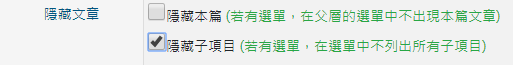 隱藏文章
隱藏本篇 (若有選單，在父層的選單中不出現本篇文章)
隱藏子項目 (若有選單，在選單中不列出所有子項目)